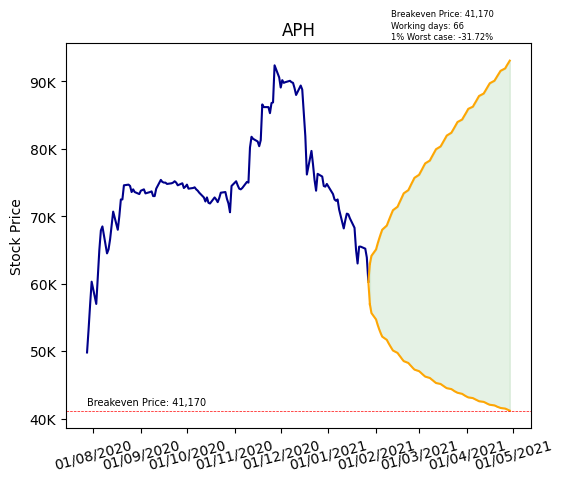 Breakeven Price: 41,170
Working days: 66
1% Worst case: -31.72%
APH
Stock Price
90K
80K
70K
60K
50K
40K
Breakeven Price: 41,170
01/08/2020
01/09/2020
01/10/2020
01/11/2020
01/12/2020
01/01/2021
01/02/2021
01/03/2021
01/04/2021
01/05/2021